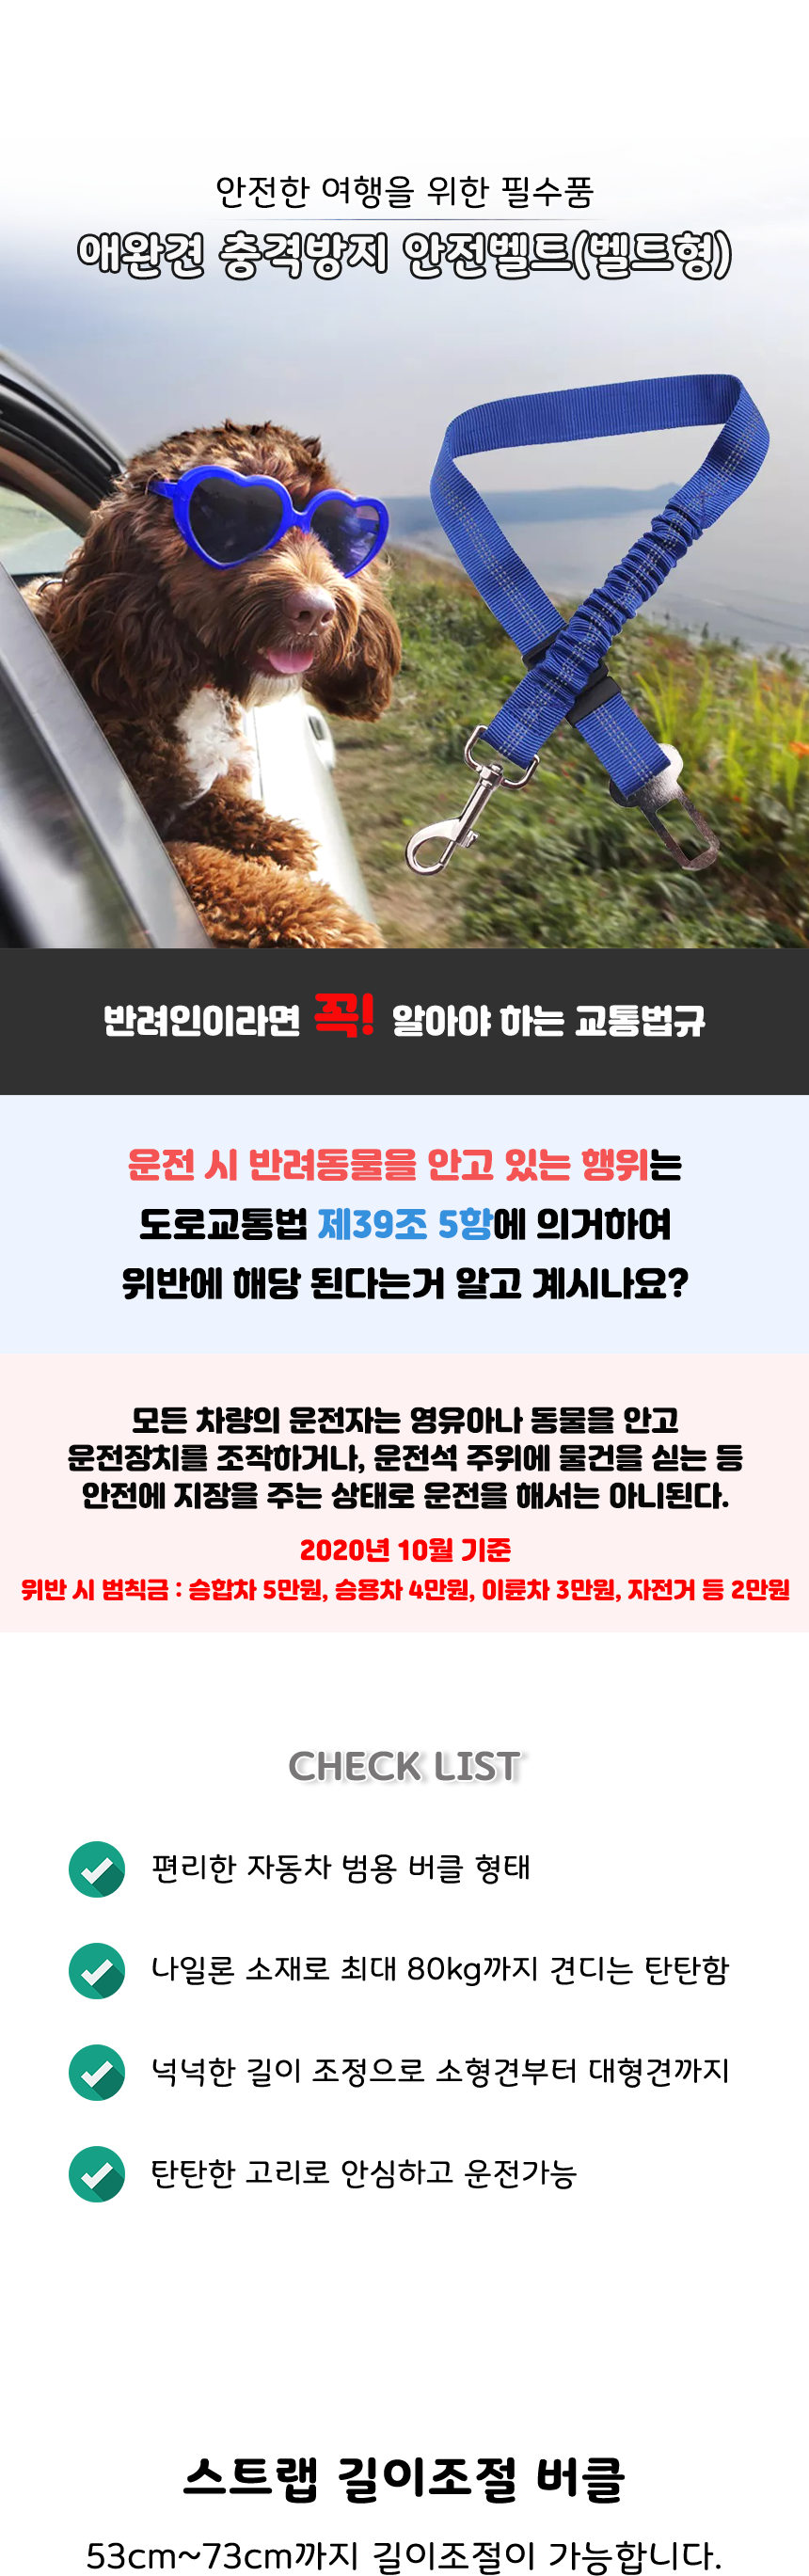 안전한 여행을 위한 필수품
애완견 충격방지 안전벨트(벨트형)
반려인이라면 꼭! 알아야 하는 교통법규
운전 시 반려동물을 안고 있는 행위는
도로교통법 제39조 5항에 의거하여
위반에 해당 된다는거 알고 계시나요?
모든 차량의 운전자는 영유아나 동물을 안고
운전장치를 조작하거나, 운전석 주위에 물건을 싣는 등
안전에 지장을 주는 상태로 운전을 해서는 아니된다.
2020년 10월 기준
위반 시 범칙금 : 승합차 5만원, 승용차 4만원, 이륜차 3만원, 자전거 등 2만원
CHECK LIST
편리한 자동차 범용 버클 형태
나일론 소재로 최대 80kg까지 견디는 탄탄함
넉넉한 길이 조정으로 소형견부터 대형견까지
탄탄한 고리로 안심하고 운전가능
스트랩 길이조절 버클
53cm~73cm까지 길이조절이 가능합니다.